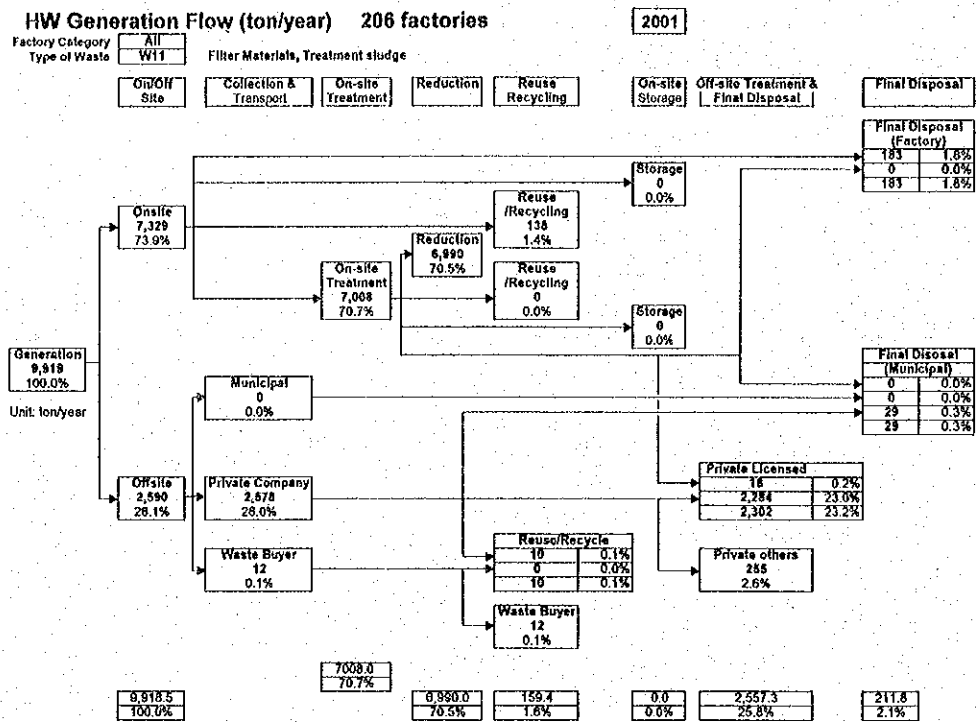 HW Generation Flow (ton/year) 206 factories 2001
Factory Category All
Type of Waste W11 Filter Materials, Treatment sludge
On/Off Site
Collection & Transport
On-site Treatment
Reduction
Reuse Recycling
On-site Storage
Off-site Treatment & Final Disposal
Final Disposal
Final Disposal
(Factory)
183 1.8%
0 0.0%
183 1.8%
Storage
0
0.0%
Onsite
7,329
73.9%
Reuse
/Recycling
138
1.4%
Reduction
6,990
70.5%
On-site
Treatment
7,008
70.7%
Reuse
/Recycling
0
0.0%
Storage
0
0.0%
Generation
9,919
100.0%
Unit: ton/year
Final Disosal
(Municipal)
0 0.0%
0 0.0%
29 0.3%
29 0.3%
Municipal
0
0.0%
Offsite
2,590
26.1%
Private Company
2,578
26.0%
Private Licensed
18 0.2%
2,284 23.0%
2,302 23.2%
Waste Buyer
12
0.1%
Reuse/Recycle
10 0.1%
0 0.0%
10 0.1%
Private others
255
2.6%
Waste Buyer
12
0.1%
7008.0
70.7%
9,918.5
100.0%
6,990.0
70.5%
159.4
1.6%
0.0
0.0%
2,557.3
25.8%
211.8
2.1%